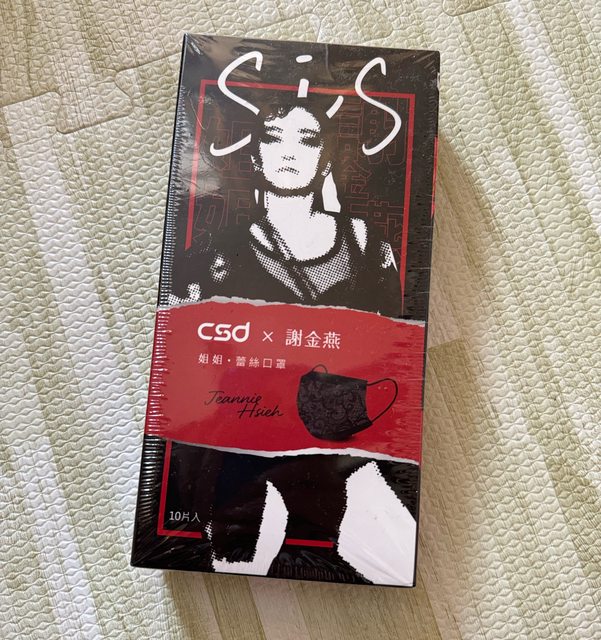 sis
csd × 謝金燕
姐姐・蕾絲口罩
Jeannie
Hsieh
10片入